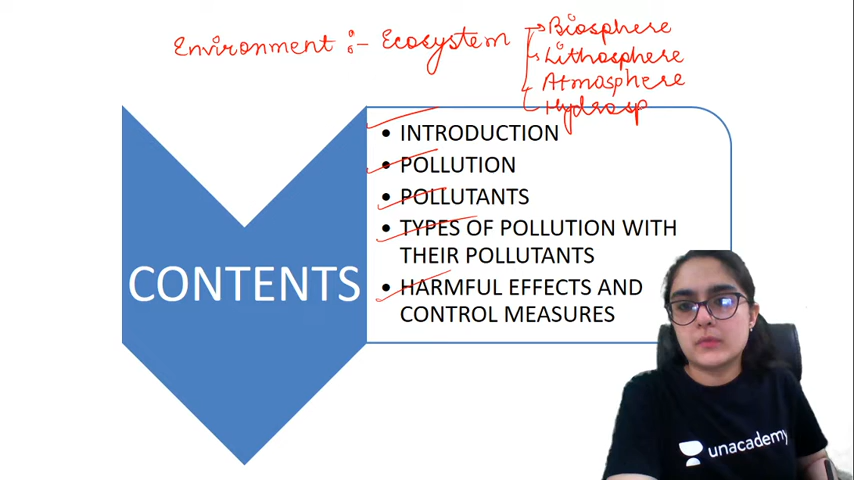 Environment :- Ecosystem
Biosphere
Lithosphere
Atmosphere
Hydrosp
• INTRODUCTION
• POLLUTION
• POLLUTANTS
• TYPES OF POLLUTION WITH
THEIR POLLUTANTS
• HARMFUL EFFECTS AND
CONTROL MEASURES
CONTENTS
unacademy